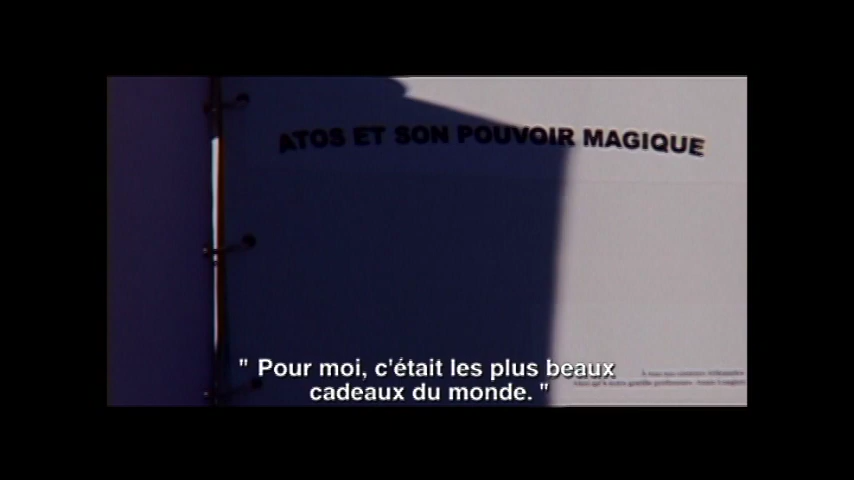 ATOS ET SON POUVOIR MAGIQUE
" Pour moi, c'était les plus beaux
cadeaux du monde. "